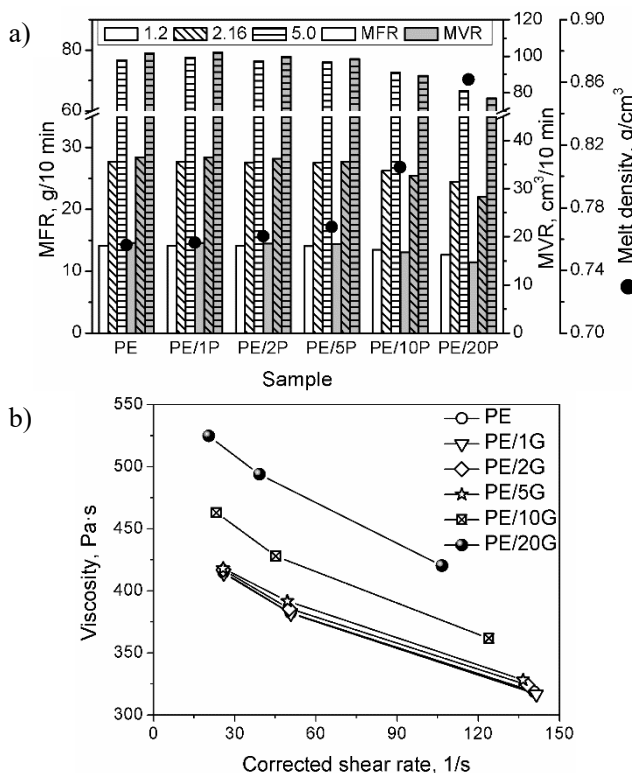 a)
1.2 2.16 5.0 MFR MVR
MFR, g/10 min
80
60
30
20
10
0
MVR, cm³/10 min
120
100
80
60
40
30
20
10
0
Melt density, g/cm³
0.90
0.86
0.82
0.78
0.74
0.70
PE PE/1P PE/2P PE/5P PE/10P PE/20P
Sample
b)
Viscosity, Pa·s
550
500
450
400
350
300
PE
PE/1G
PE/2G
PE/5G
PE/10G
PE/20G
0 30 60 90 120 150
Corrected shear rate, 1/s